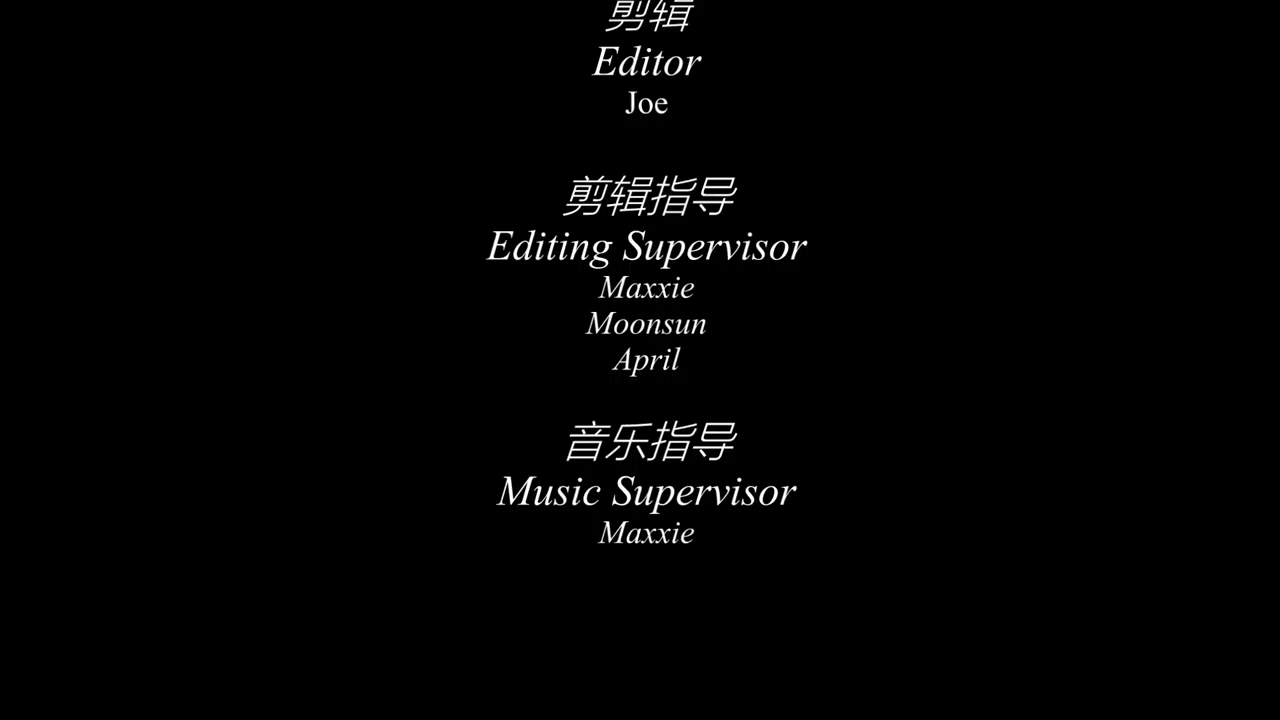 剪辑
Editor
Joe
剪辑指导
Editing Supervisor
Maxxie
Moonsun
April
音乐指导
Music Supervisor
Maxxie